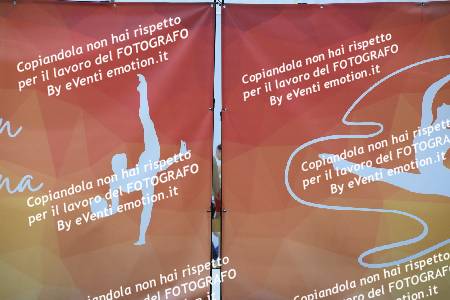 Copiandola non hai rispetto
per il lavoro del FOTOGRAFO
By eVenti emotion.it
Copiandola non hai rispetto
per il lavoro del FOTOGRAFO
By eVenti emotion.it
Copiandola non hai rispetto
per il lavoro del FOTOGRAFO
By eVenti emotion.it
Copiandola non hai rispetto
per il lavoro del FOTOGRAFO
By eVenti emotion.it
Copiandola non hai rispetto
per il lavoro del FOTOGRAFO
Copiandola non hai rispetto
per il lavoro del FOTOGR